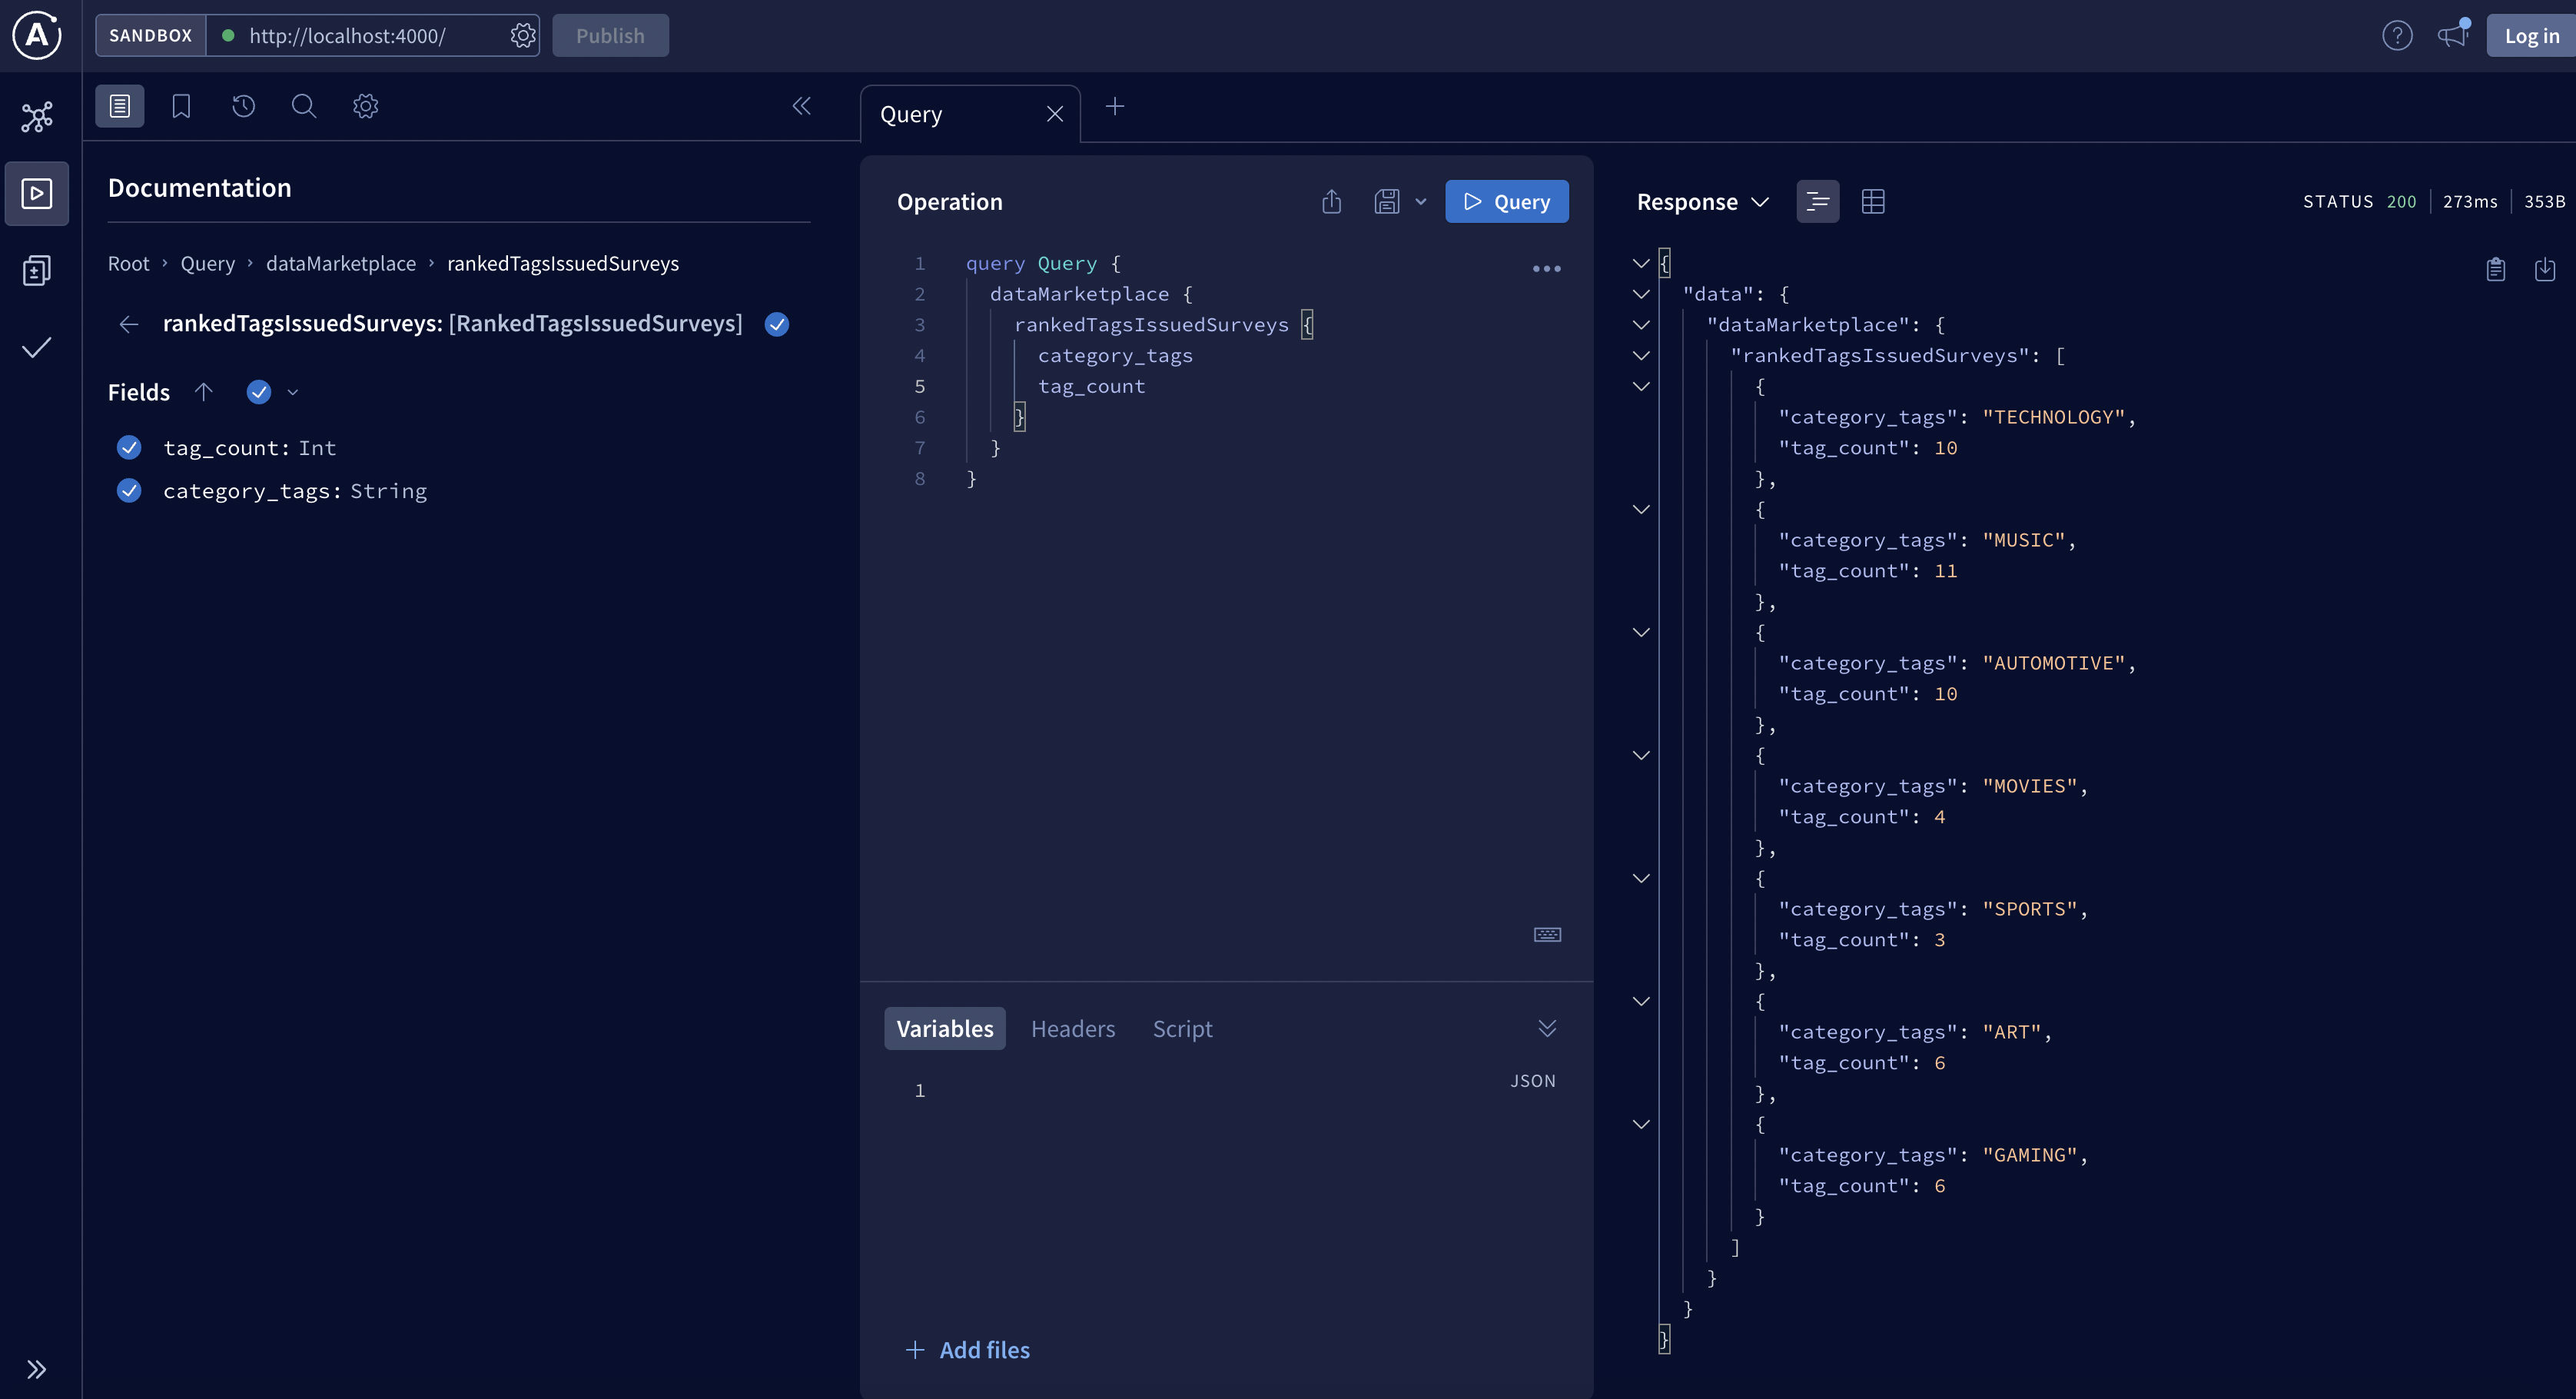 SANDBOX
http://localhost:4000/
Publish
Log in
Query
Documentation
Root › Query › dataMarketplace › rankedTagsIssuedSurveys
rankedTagsIssuedSurveys: [RankedTagsIssuedSurveys]
Fields
tag_count: Int
category_tags: String
Operation
Query
1 query Query {
2 dataMarketplace {
3 rankedTagsIssuedSurveys {
4 category_tags
5 tag_count
6 }
7 }
8 }
Variables Headers Script
JSON
1
Add files
Response
STATUS 200 273ms 353B
{
"data": {
"dataMarketplace": {
"rankedTagsIssuedSurveys": [
{
"category_tags": "TECHNOLOGY",
"tag_count": 10
},
{
"category_tags": "MUSIC",
"tag_count": 11
},
{
"category_tags": "AUTOMOTIVE",
"tag_count": 10
},
{
"category_tags": "MOVIES",
"tag_count": 4
},
{
"category_tags": "SPORTS",
"tag_count": 3
},
{
"category_tags": "ART",
"tag_count": 6
},
{
"category_tags": "GAMING",
"tag_count": 6
}
]
}
}
}